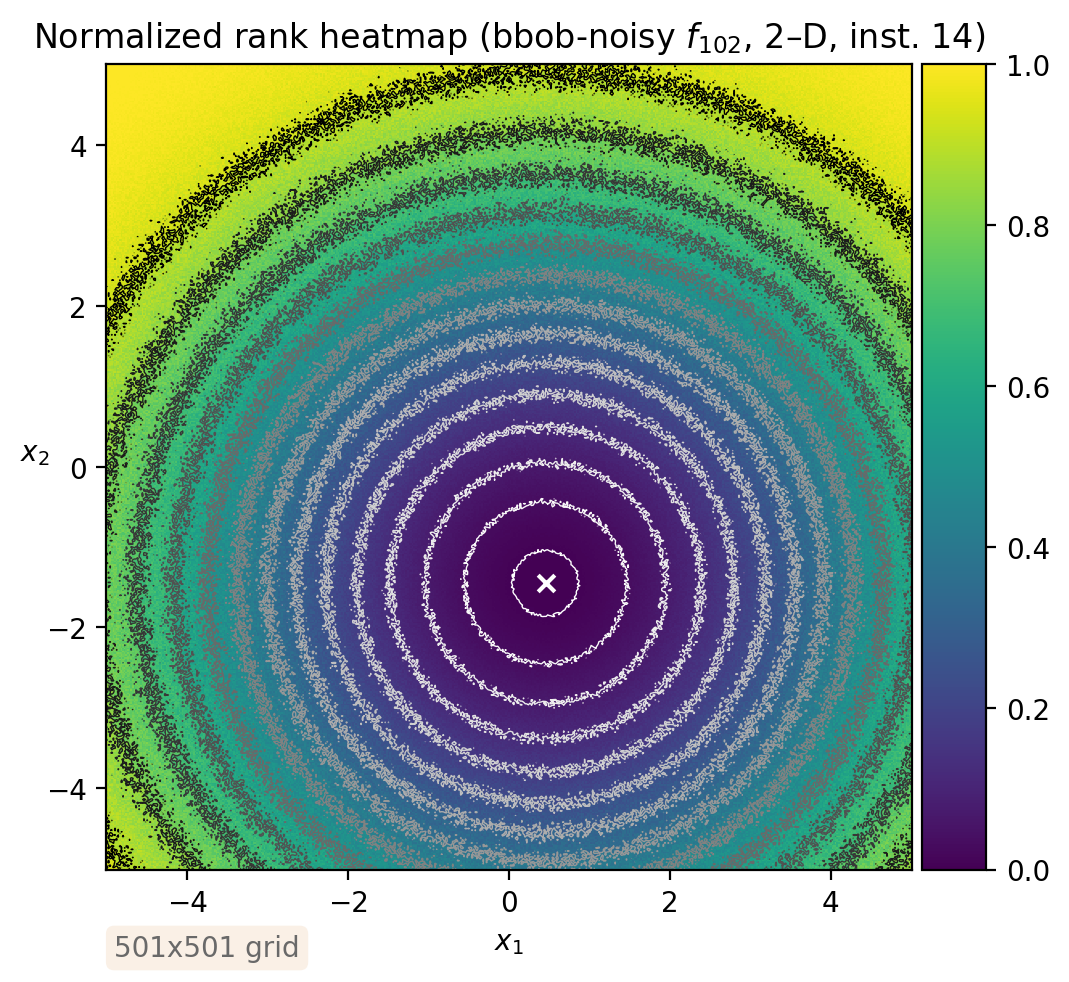 Normalized rank heatmap (bbob-noisy f102, 2–D, inst. 14)
1.0
0.8
0.6
0.4
0.2
0.0
4
2
0
−2
−4
x2
−4 −2 0 2 4
x1
501x501 grid